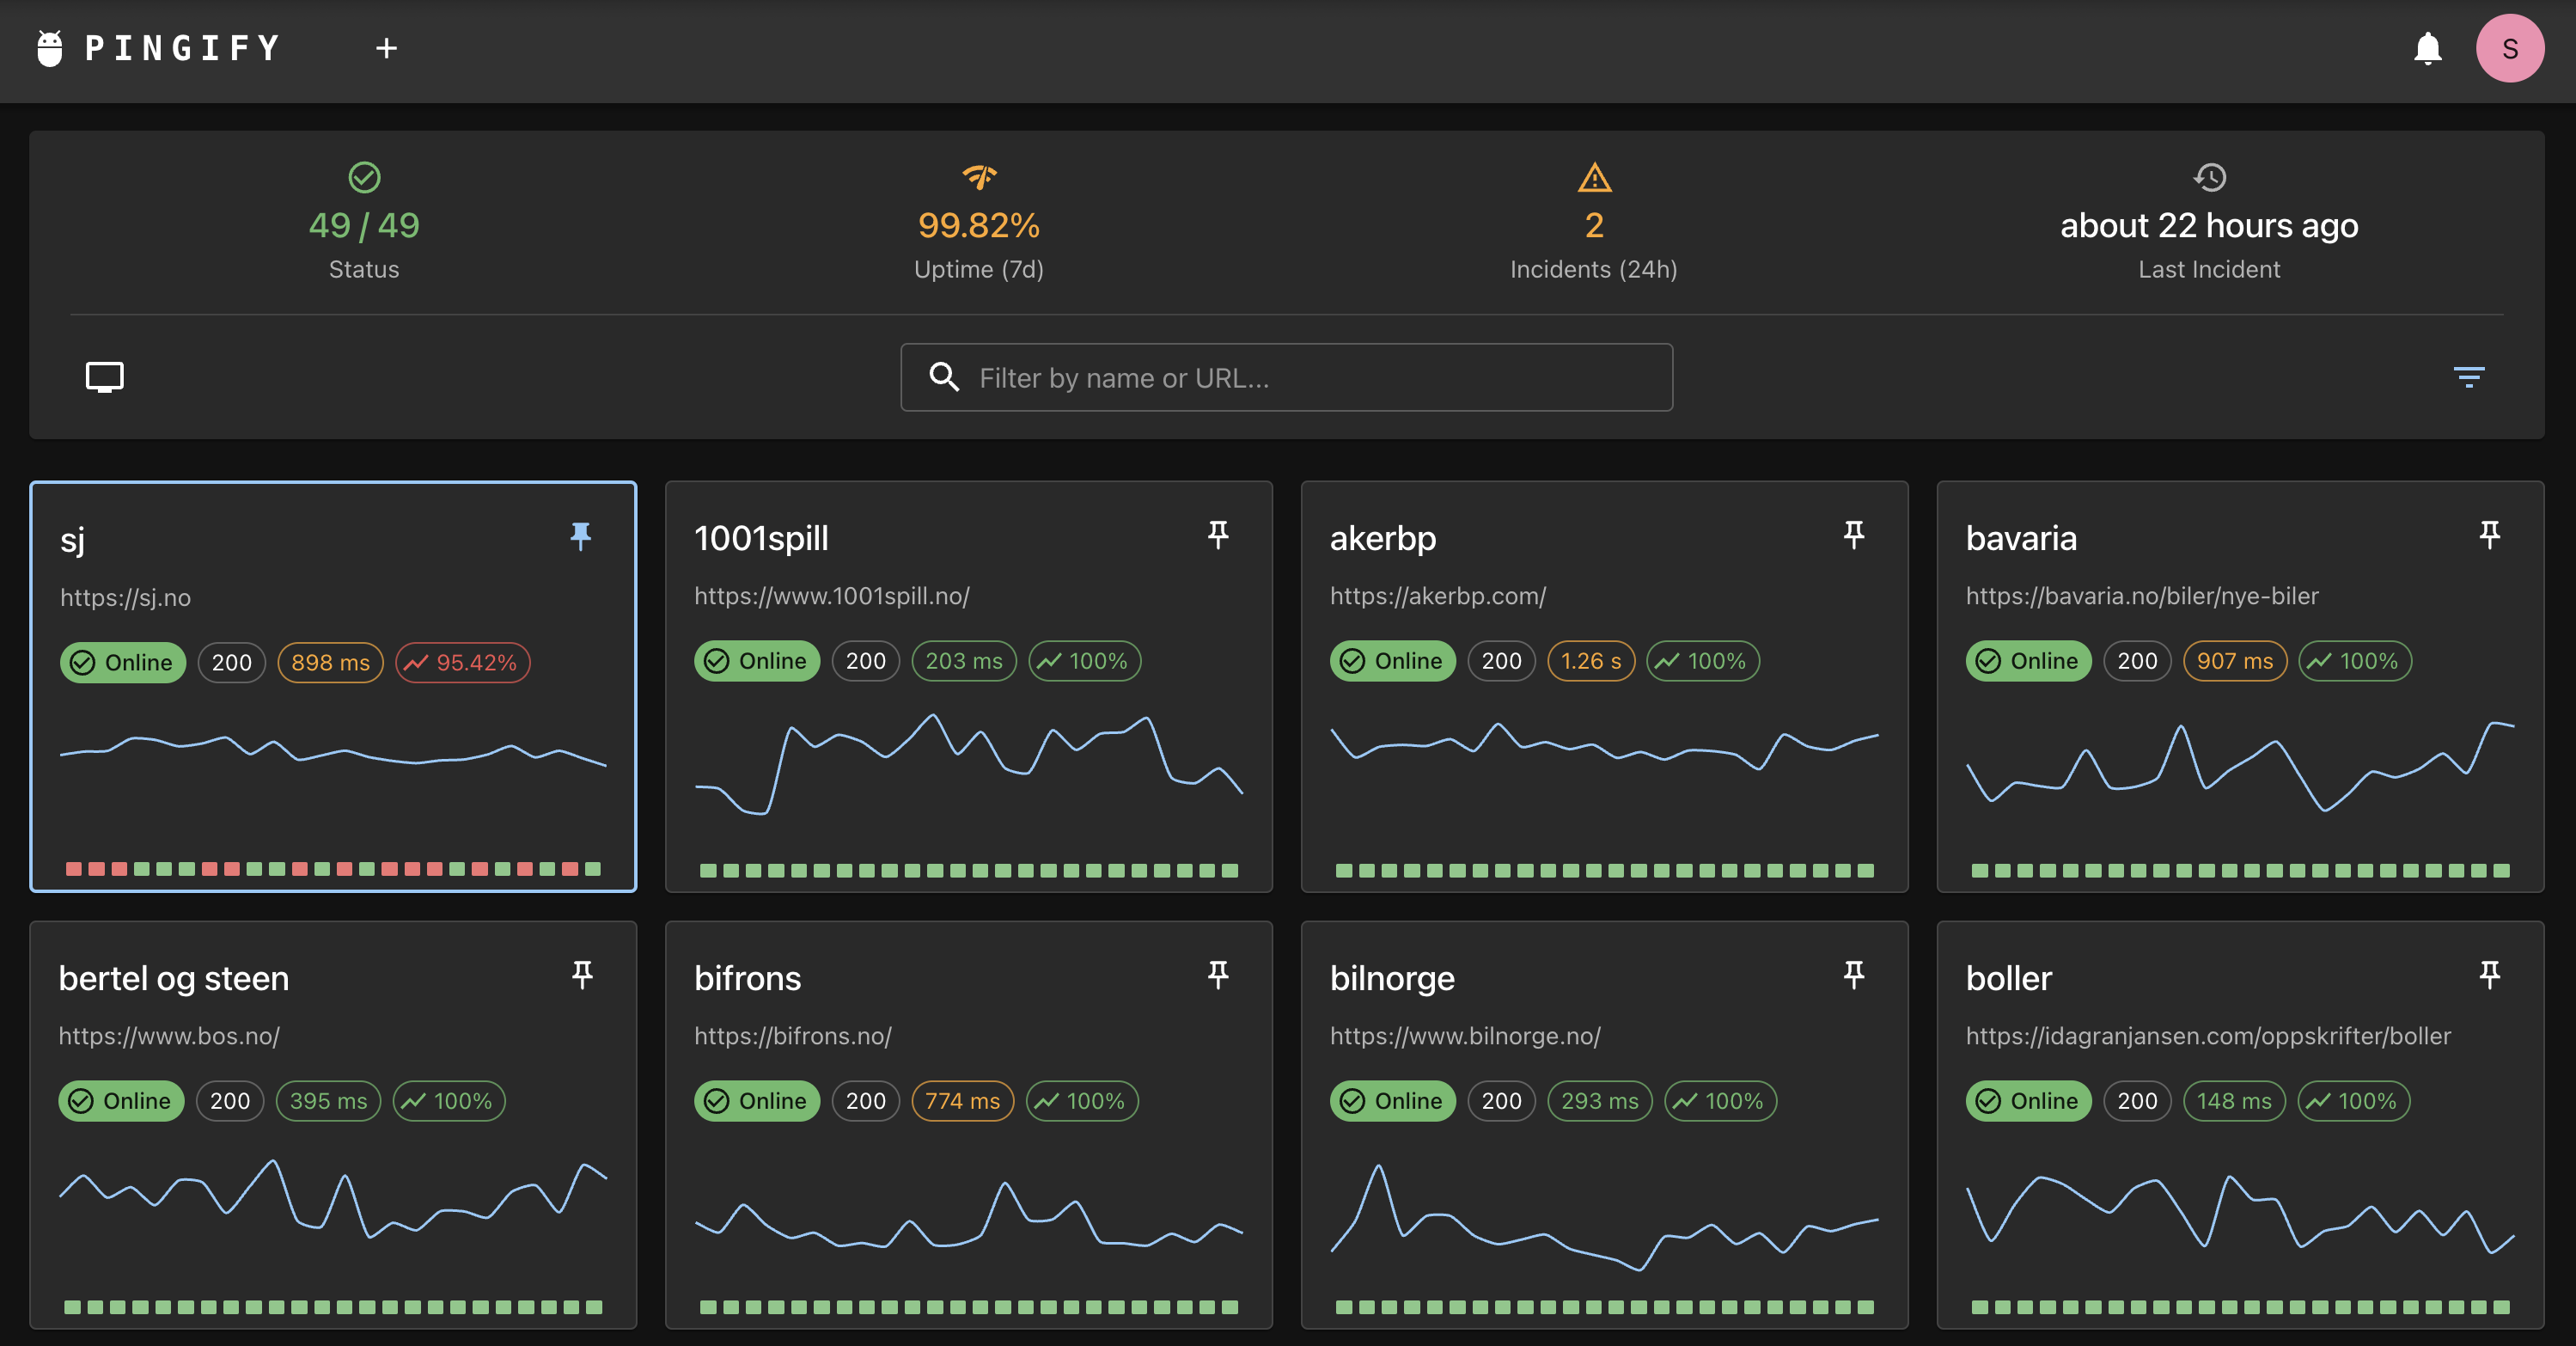 PINGIFY
S
49 / 49
Status
99.82%
Uptime (7d)
2
Incidents (24h)
about 22 hours ago
Last Incident
Filter by name or URL...
sj
https://sj.no
Online 200 898 ms 95.42%
1001spill
https://www.1001spill.no/
Online 200 203 ms 100%
akerbp
https://akerbp.com/
Online 200 1.26 s 100%
bavaria
https://bavaria.no/biler/nye-biler
Online 200 907 ms 100%
bertel og steen
https://www.bos.no/
Online 200 395 ms 100%
bifrons
https://bifrons.no/
Online 200 774 ms 100%
bilnorge
https://www.bilnorge.no/
Online 200 293 ms 100%
boller
https://idagranjansen.com/oppskrifter/boller
Online 200 148 ms 100%